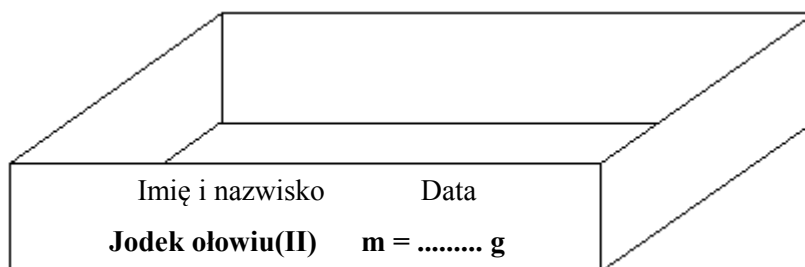 Imię i nazwisko Data
Jodek ołowiu(II) m = ......... g